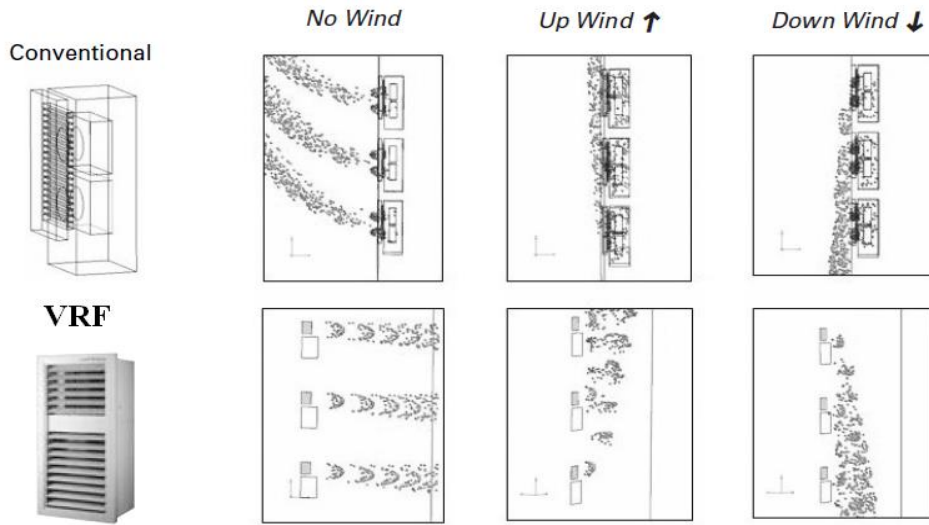 No Wind
Up Wind ↑
Down Wind ↓
Conventional
VRF